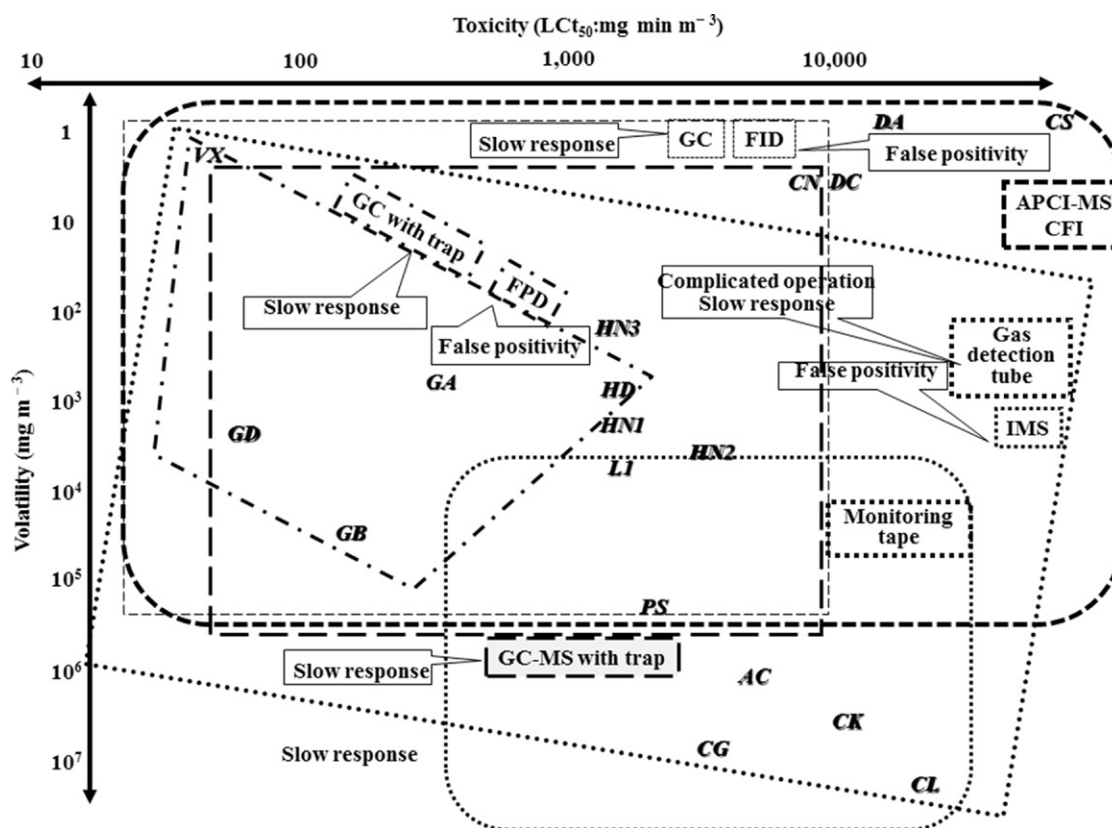 Toxicity (LCt50:mg min m−3)
10 100 1,000 10,000
1
10
10²
10³
10⁴
10⁵
10⁶
10⁷
Volatility (mg m−3)
DA
CS
Slow response
GC
FID
False positivity
VX
CN
DC
APCI-MS
CFI
GC with trap
FPD
Slow response
False positivity
Complicated operation
Slow response
Gas
detection
tube
False positivity
IMS
HN3
GA
HD
HN1
GD
HN2
L1
GB
Monitoring
tape
PS
GC-MS with trap
Slow response
AC
CK
CG
Slow response
CL